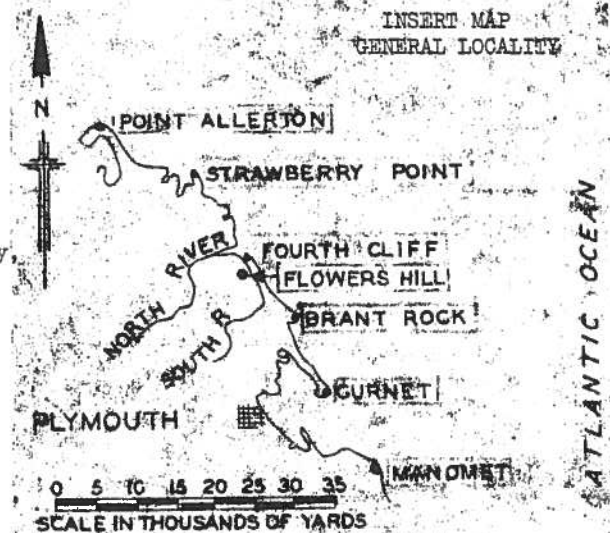 INSERT MAP
GENERAL LOCALITY
N
POINT ALLERTON
STRAWBERRY POINT
ATLANTIC OCEAN
NORTH RIVER
FOURTH CLIFF
FLOWERS HILL
BRANT ROCK
SOUTH R
GURNET
PLYMOUTH
MANOMET
0 5 10 15 20 25 30 35
SCALE IN THOUSANDS OF YARDS